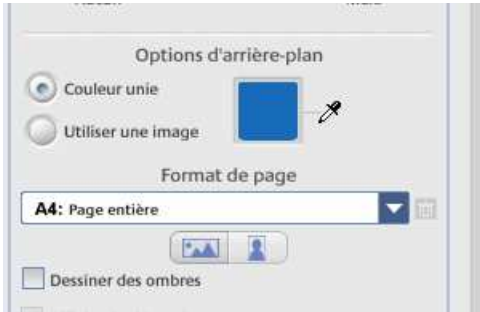 Options d'arrière-plan
Couleur unie
Utiliser une image
Format de page
A4: Page entière
Dessiner des ombres